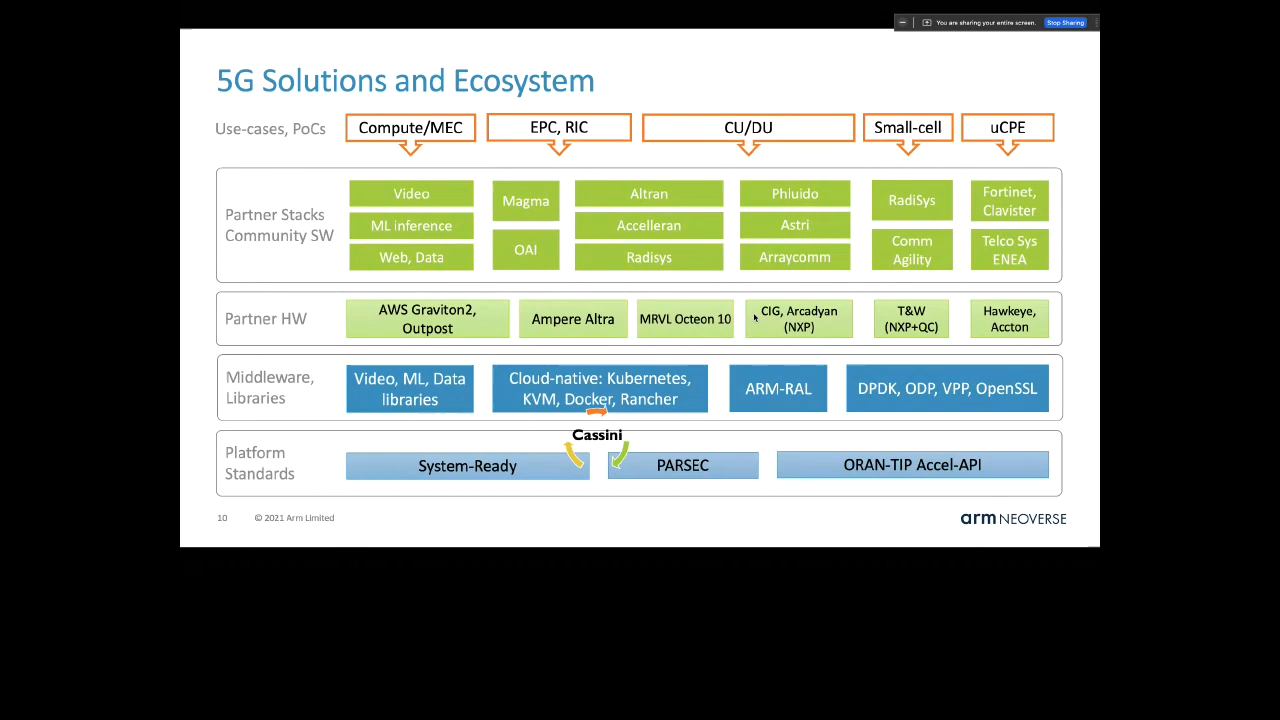 You are sharing your entire screen. Stop Sharing
5G Solutions and Ecosystem
Use-cases, PoCs
Compute/MEC
EPC, RIC
CU/DU
Small-cell
uCPE
Partner Stacks
Community SW
Video
ML inference
Web, Data
Magma
OAI
Altran
Accelleran
Radisys
Phluido
Astri
Arraycomm
RadiSys
Comm
Agility
Fortinet,
Clavister
Telco Sys
ENEA
Partner HW
AWS Graviton2,
Outpost
Ampere Altra
MRVL Octeon 10
CIG, Arcadyan
(NXP)
T&W
(NXP+QC)
Hawkeye,
Accton
Middleware,
Libraries
Video, ML, Data
libraries
Cloud-native: Kubernetes,
KVM, Docker, Rancher
ARM-RAL
DPDK, ODP, VPP, OpenSSL
Cassini
Platform
Standards
System-Ready
PARSEC
ORAN-TIP Accel-API
10
© 2021 Arm Limited
arm NEOVERSE